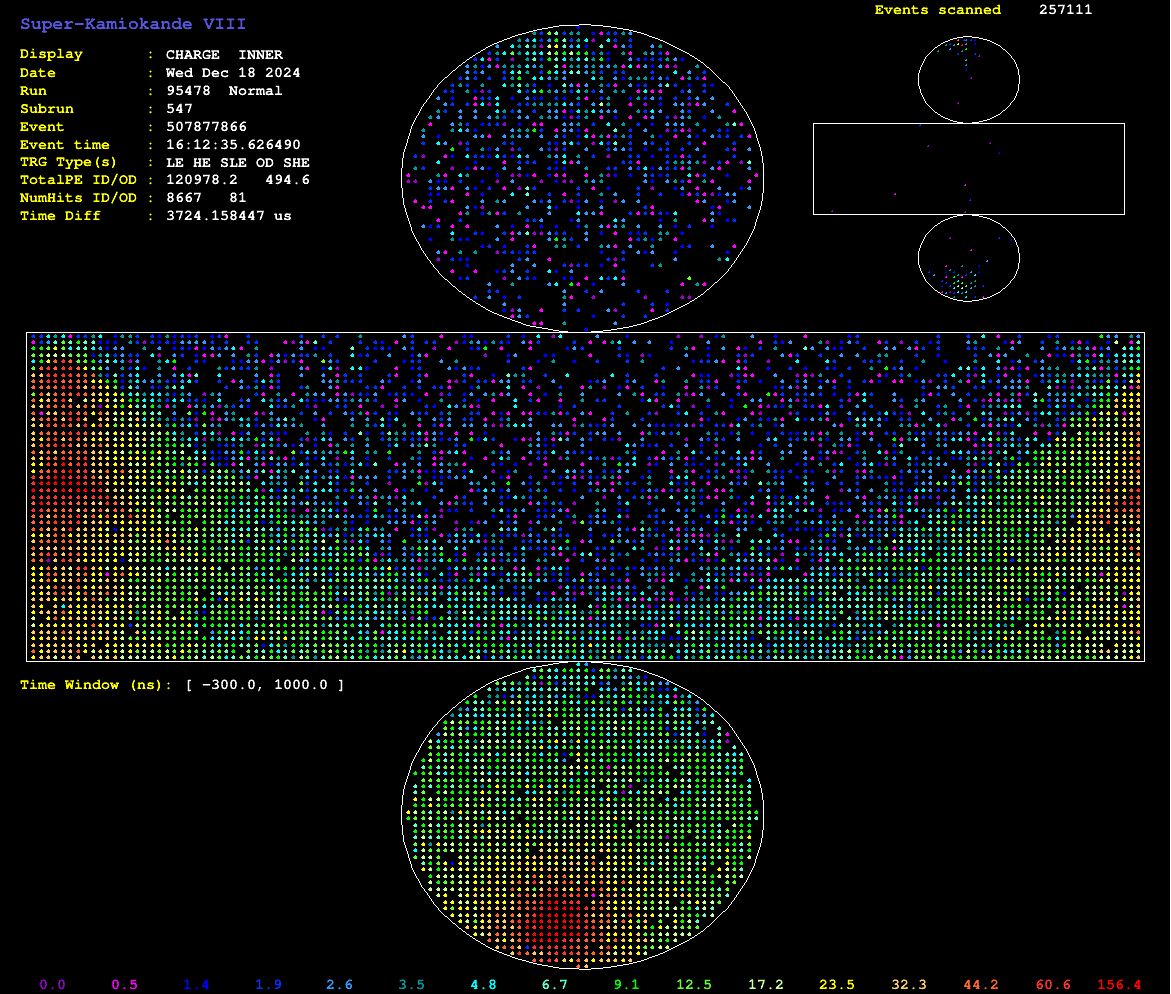 Super-Kamiokande VIII
Display : CHARGE INNER
Date : Wed Dec 18 2024
Run : 95478 Normal
Subrun : 547
Event : 507877866
Event time : 16:12:35.626490
TRG Type(s) : LE HE SLE OD SHE
TotalPE ID/OD : 120978.2 494.6
NumHits ID/OD : 8667 81
Time Diff : 3724.158447 us
Events scanned 257111
Time Window (ns): [ −300.0, 1000.0 ]
0.0 0.5 1.4 1.9 2.6 3.5 4.8 6.7 9.1 12.5 17.2 23.5 32.3 44.2 60.6 156.4